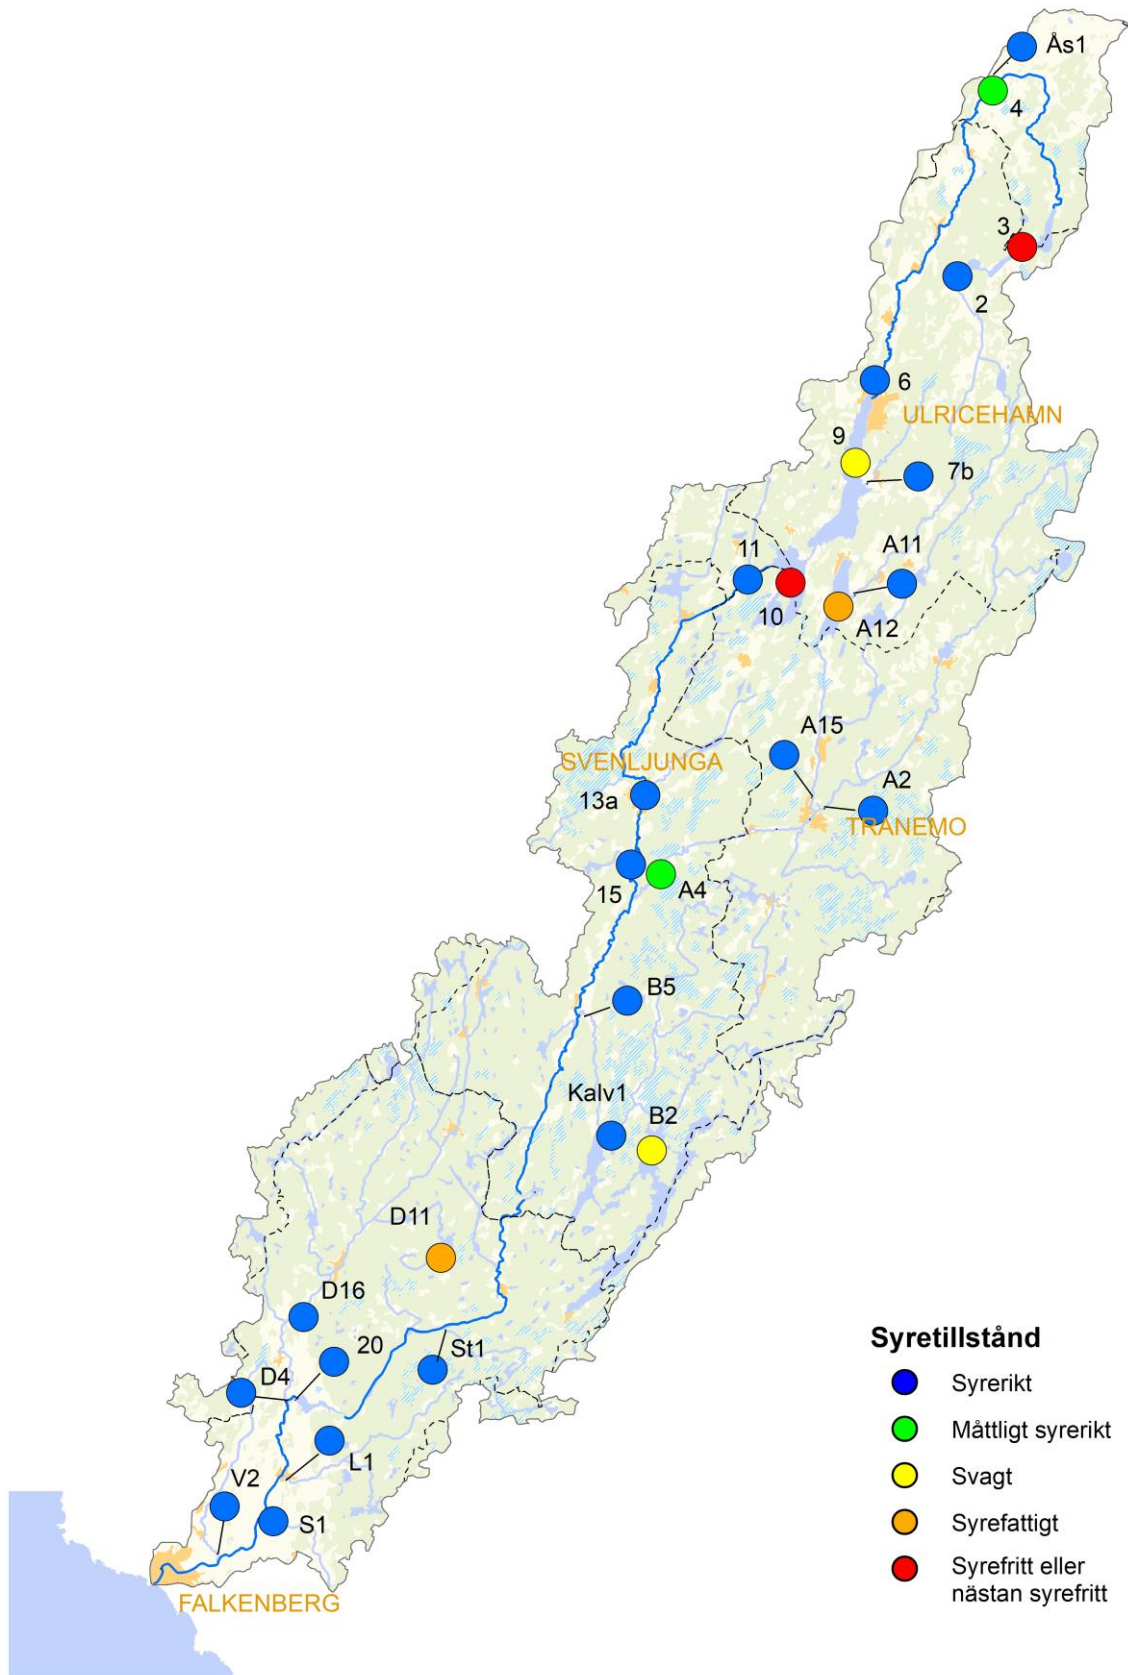 Ås1
4
3
2
6
ULRICEHAMN
9
7b
11
A11
10
A12
A15
SVENLJUNGA
13a
A2
TRANEMO
15
A4
B5
Kalv1
B2
D11
D16
20
St1
D4
L1
V2
S1
FALKENBERG
Syretillstånd
Syrerikt
Måttligt syrerikt
Svagt
Syrefattigt
Syrefritt eller
nästan syrefritt